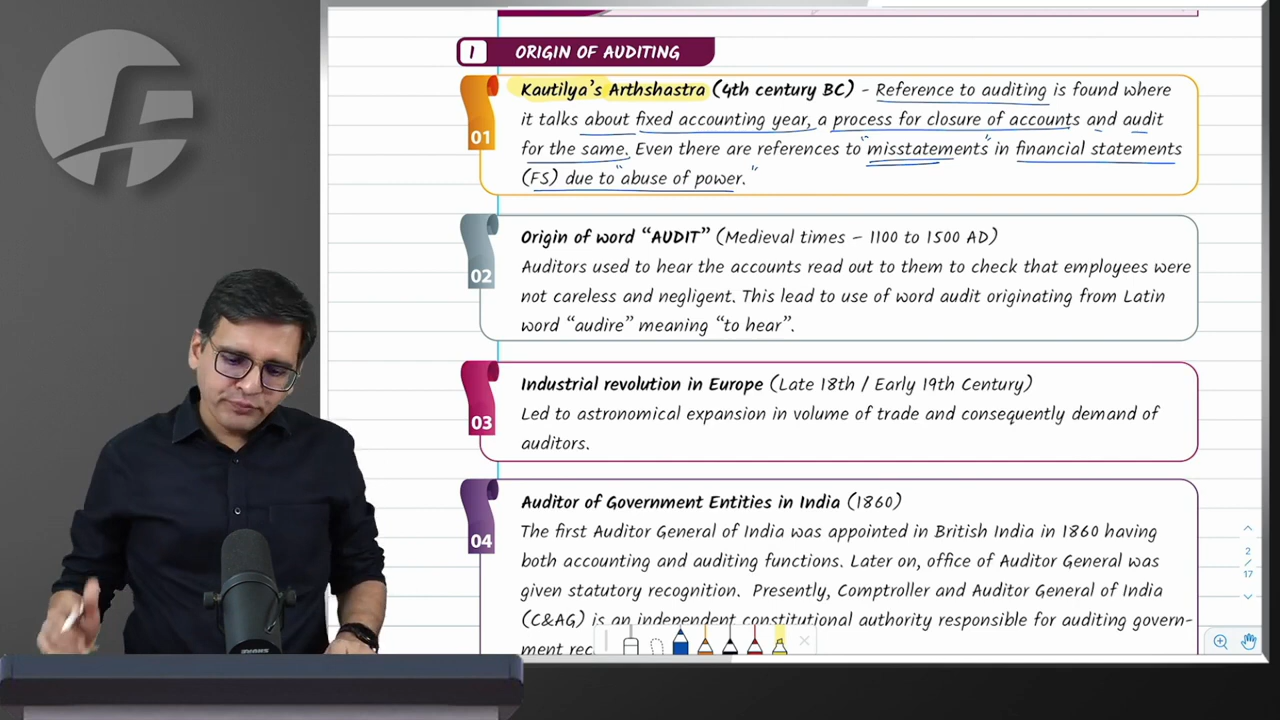 1 ORIGIN OF AUDITING
01
Kautilya's Arthshastra (4th century BC) - Reference to auditing is found where
it talks about fixed accounting year, a process for closure of accounts and audit
for the same. Even there are references to "misstatements" in financial statements
(FS) due to "abuse of power."
02
Origin of word “AUDIT” (Medieval times – 1100 to 1500 AD)
Auditors used to hear the accounts read out to them to check that employees were
not careless and negligent. This lead to use of word audit originating from Latin
word “audire” meaning “to hear”.
03
Industrial revolution in Europe (Late 18th / Early 19th Century)
Led to astronomical expansion in volume of trade and consequently demand of
auditors.
04
Auditor of Government Entities in India (1860)
The first Auditor General of India was appointed in British India in 1860 having
both accounting and auditing functions. Later on, office of Auditor General was
given statutory recognition. Presently, Comptroller and Auditor General of India
(C&AG) is an independent constitutional authority responsible for auditing govern-
ment rec
2
/
17